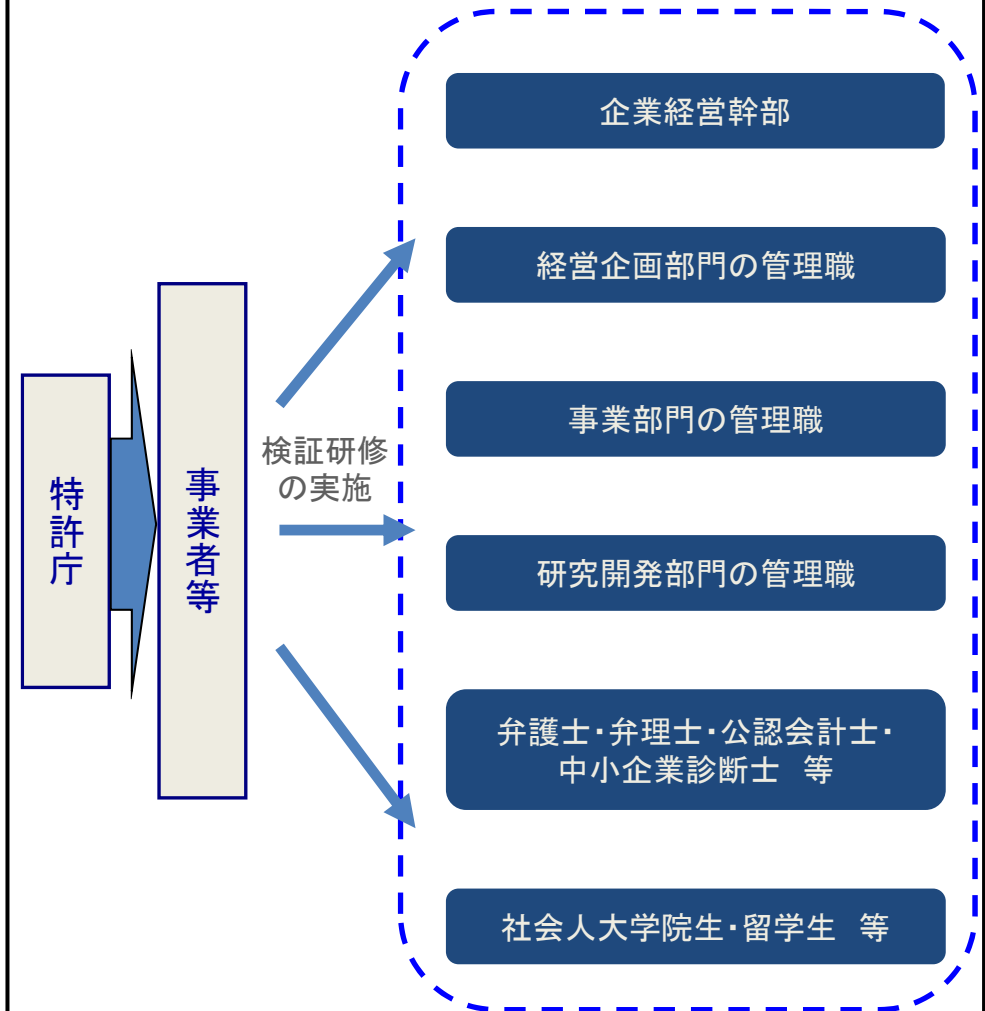 特許庁
事業者等
検証研修
の実施
企業経営幹部
経営企画部門の管理職
事業部門の管理職
研究開発部門の管理職
弁護士・弁理士・公認会計士・
中小企業診断士　等
社会人大学院生・留学生　等